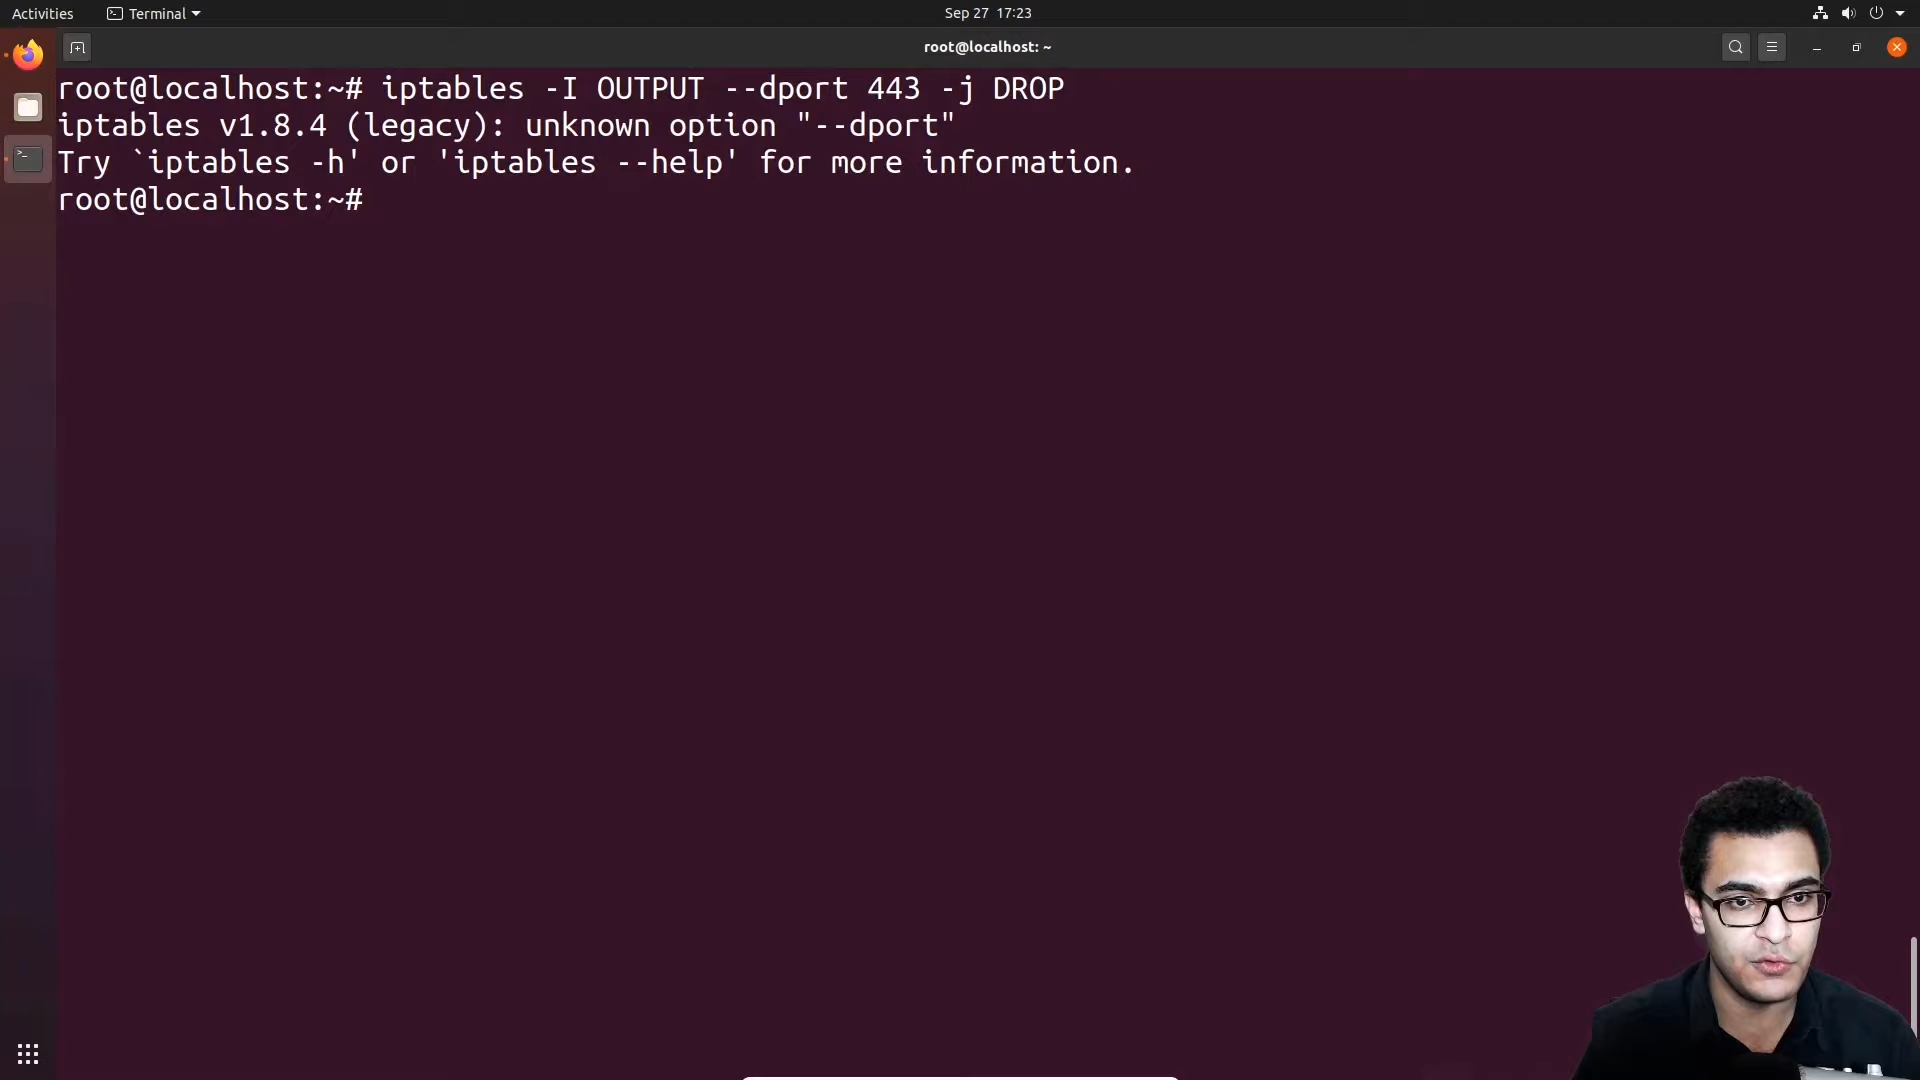 Activities
Terminal
Sep 27 17:23
root@localhost: ~
root@localhost:~# iptables -I OUTPUT --dport 443 -j DROP
iptables v1.8.4 (legacy): unknown option "--dport"
Try `iptables -h' or 'iptables --help' for more information.
root@localhost:~#